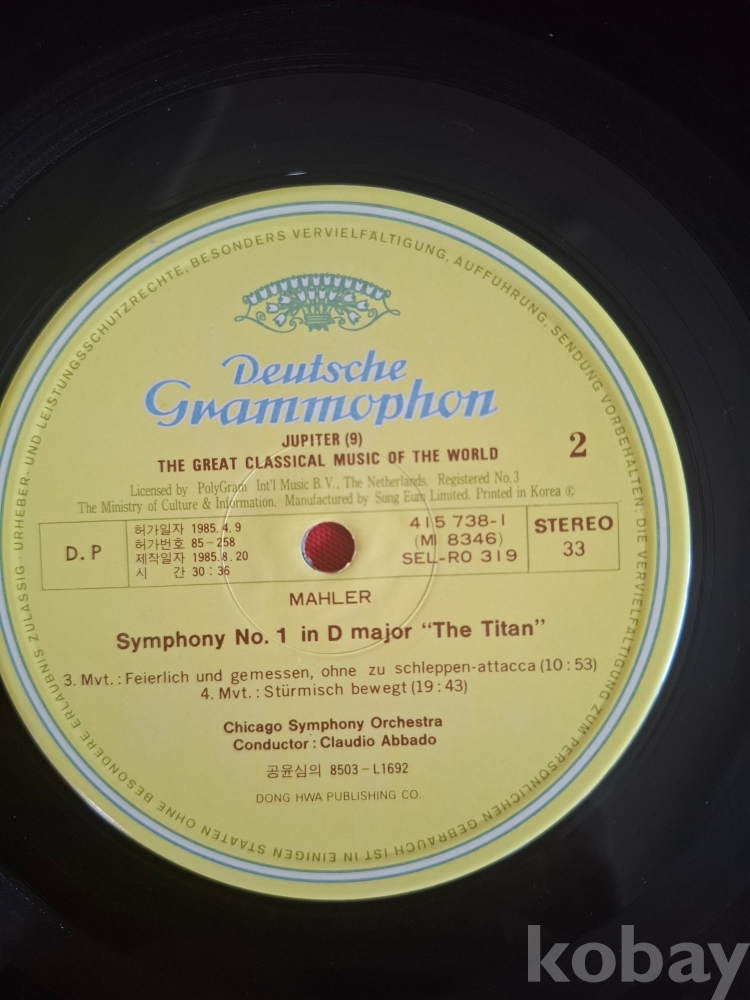 URHEBER- UND LEISTUNGSSCHUTZRECHTE, BESONDERS VERVIELFÄLTIGUNG, AUFFÜHRUNG, SENDUNG VORBEHALTEN. DIE VERVIELFÄLTIGUNG ZUM PERSÖNLICHEN GEBRAUCH IST IN EINIGEN STAATEN OHNE BESONDERE ERLAUBNIS ZULÄSSIG ·
Deutsche
Grammophon
JUPITER (9)
THE GREAT CLASSICAL MUSIC OF THE WORLD
2
Licensed by PolyGram Int'l Music B.V., The Netherlands. Registered No.3
The Ministry of Culture & Information. Manufactured by Sung Eum Limited. Printed in Korea Ⓔ
D.P
허가일자 1985.4.9
허가번호 85-258
제작일자 1985.8.20
시 간 30:36
415 738-1
(MI 8346)
SEL-RO 319
STEREO
33
MAHLER
Symphony No. 1 in D major "The Titan"
3. Mvt.: Feierlich und gemessen, ohne zu schleppen-attacca (10:53)
4. Mvt.: Stürmisch bewegt (19:43)
Chicago Symphony Orchestra
Conductor: Claudio Abbado
공윤심의 8503-L1692
DONG HWA PUBLISHING CO.
kobay